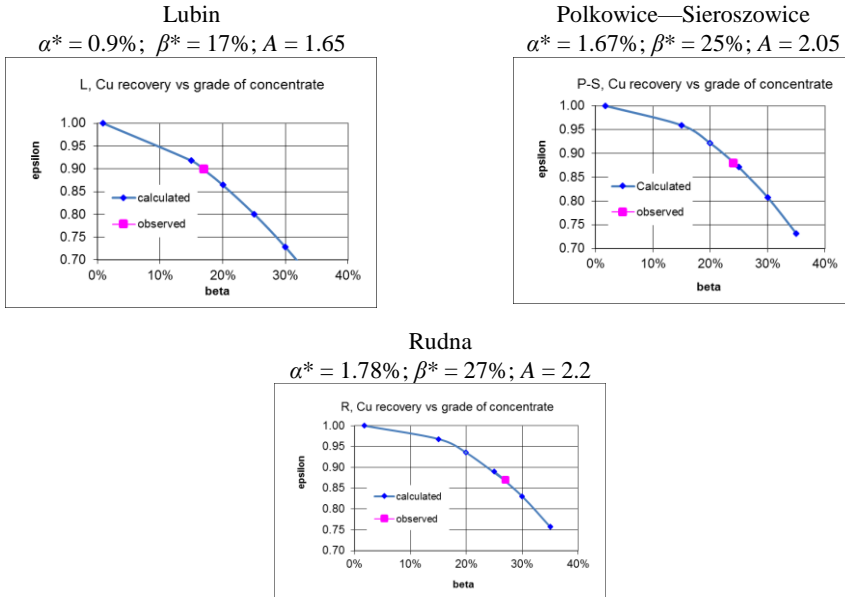 Lubin
α* = 0.9%; β* = 17%; A = 1.65
L, Cu recovery vs grade of concentrate
1.00
0.95
0.90
0.85
0.80
0.75
0.70
epsilon
calculated
observed
0%
10%
20%
30%
40%
beta
Polkowice—Sieroszowice
α* = 1.67%; β* = 25%; A = 2.05
P-S, Cu recovery vs grade of concentrate
1.00
0.95
0.90
0.85
0.80
0.75
0.70
epsilon
Calculated
observed
0%
10%
20%
30%
40%
beta
Rudna
α* = 1.78%; β* = 27%; A = 2.2
R, Cu recovery vs grade of concentrate
1.00
0.95
0.90
0.85
0.80
0.75
0.70
epsilon
calculated
observed
0%
10%
20%
30%
40%
beta